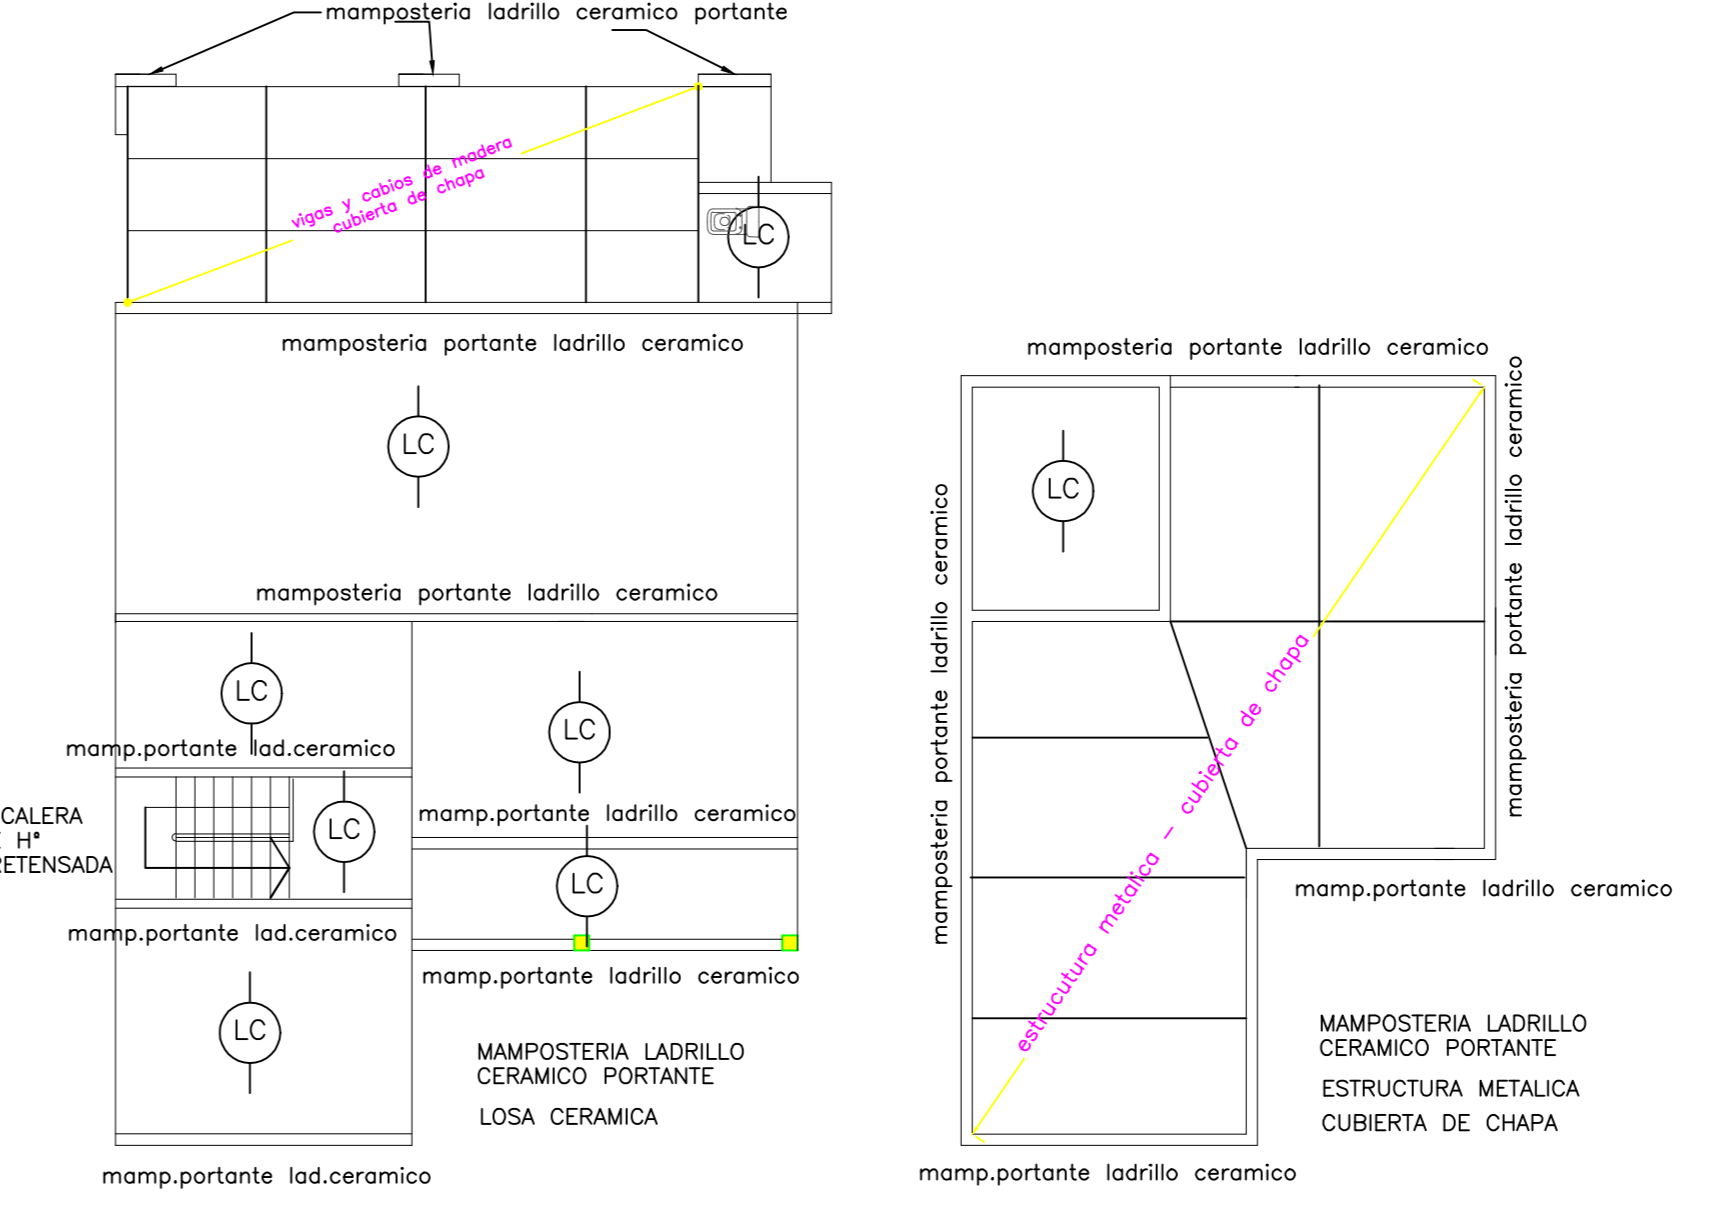 mamposteria ladrillo ceramico portante
vigas y cabios de madera
cubierta de chapa
LC
mamposteria portante ladrillo ceramico
LC
mamposteria portante ladrillo ceramico
LC
LC
mamp.portante lad.ceramico
mamp.portante ladrillo ceramico
CALERA
H°
RETENSADA
LC
LC
mamp.portante lad.ceramico
mamp.portante ladrillo ceramico
LC
MAMPOSTERIA LADRILLO
CERAMICO PORTANTE
LOSA CERAMICA
mamp.portante lad.ceramico
mamposteria portante ladrillo ceramico
mamposteria portante ladrillo ceramico
LC
mamposteria portante ladrillo ceramico
estrucutura metalica – cubierta de chapa
mamp.portante ladrillo ceramico
MAMPOSTERIA LADRILLO
CERAMICO PORTANTE
ESTRUCTURA METALICA
CUBIERTA DE CHAPA
mamp.portante ladrillo ceramico